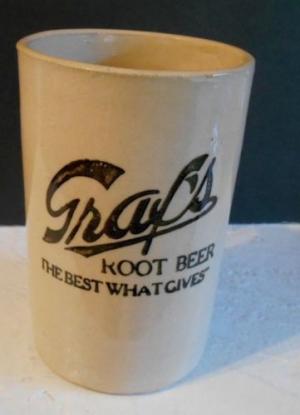 Graf's
ROOT BEER
THE BEST WHAT GIVES"